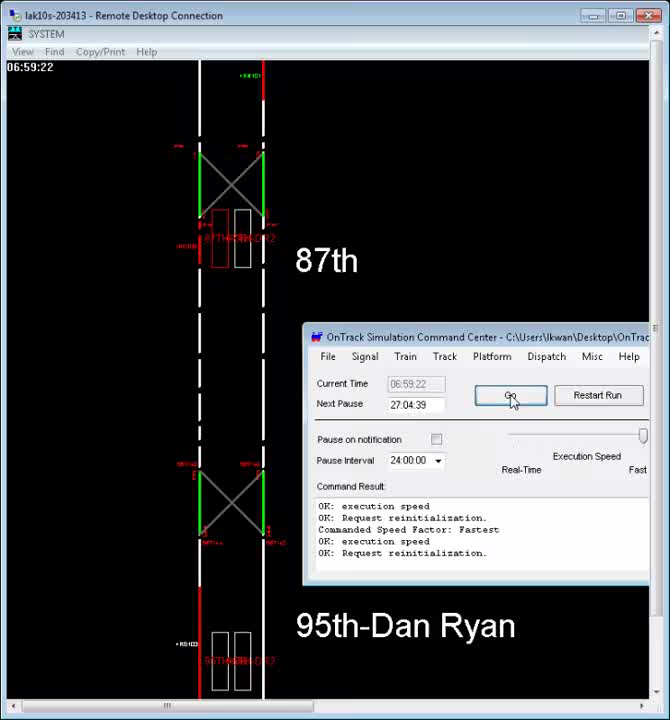 lak10s-203413 - Remote Desktop Connection
SYSTEM
View Find Copy/Print Help
06:59:22
87th
OnTrack Simulation Command Center - C:\Users\lkwan\Desktop\OnTrac
File Signal Train Track Platform Dispatch Misc Help
Current Time 06:59:22
Go
Restart Run
Next Pause 27:04:39
Pause on notification
Pause Interval 24:00:00
Execution Speed
Real-Time Fast
Command Result:
OK: execution speed
OK: Request reinitialization.
Commanded Speed Factor: Fastest
OK: execution speed
OK: Request reinitialization.
95th-Dan Ryan